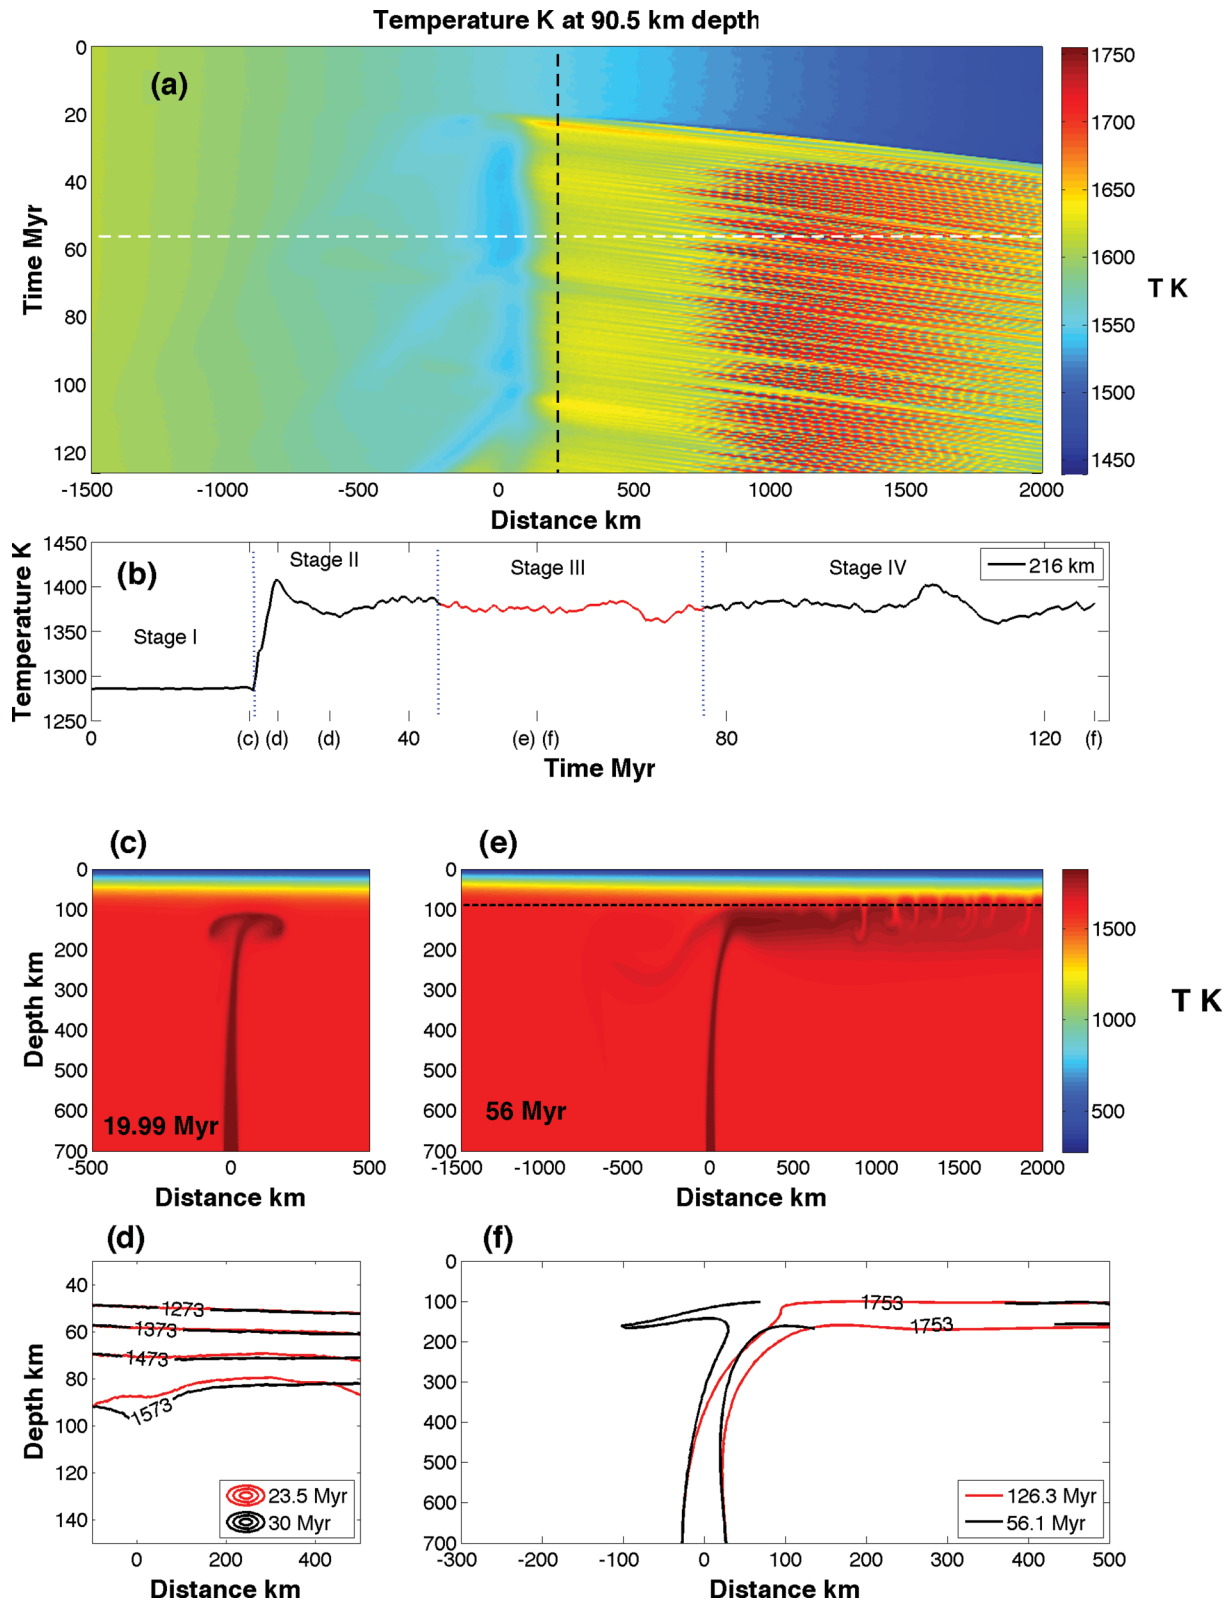 Temperature K at 90.5 km depth
(a)
0
20
40
60
80
100
120
Time Myr
-1500 -1000 -500 0 500 1000 1500 2000
Distance km
1750
1700
1650
1600
1550
1500
1450
T K
(b)
1450
1400
1350
1300
1250
Temperature K
Stage I
Stage II
Stage III
Stage IV
216 km
0 (c) (d) (d) 40 (e) (f) 80 120 (f)
Time Myr
(c)
0
100
200
300
400
500
600
700
Depth km
19.99 Myr
-500 0 500
Distance km
(e)
0
100
200
300
400
500
600
700
56 Myr
-1500 -1000 -500 0 500 1000 1500 2000
Distance km
1500
1000
500
T K
(d)
40
60
80
100
120
140
Depth km
1273
1373
1473
1573
23.5 Myr
30 Myr
0 200 400
Distance km
(f)
0
100
200
300
400
500
600
700
1753
1753
126.3 Myr
56.1 Myr
-300 -200 -100 0 100 200 300 400 500
Distance km